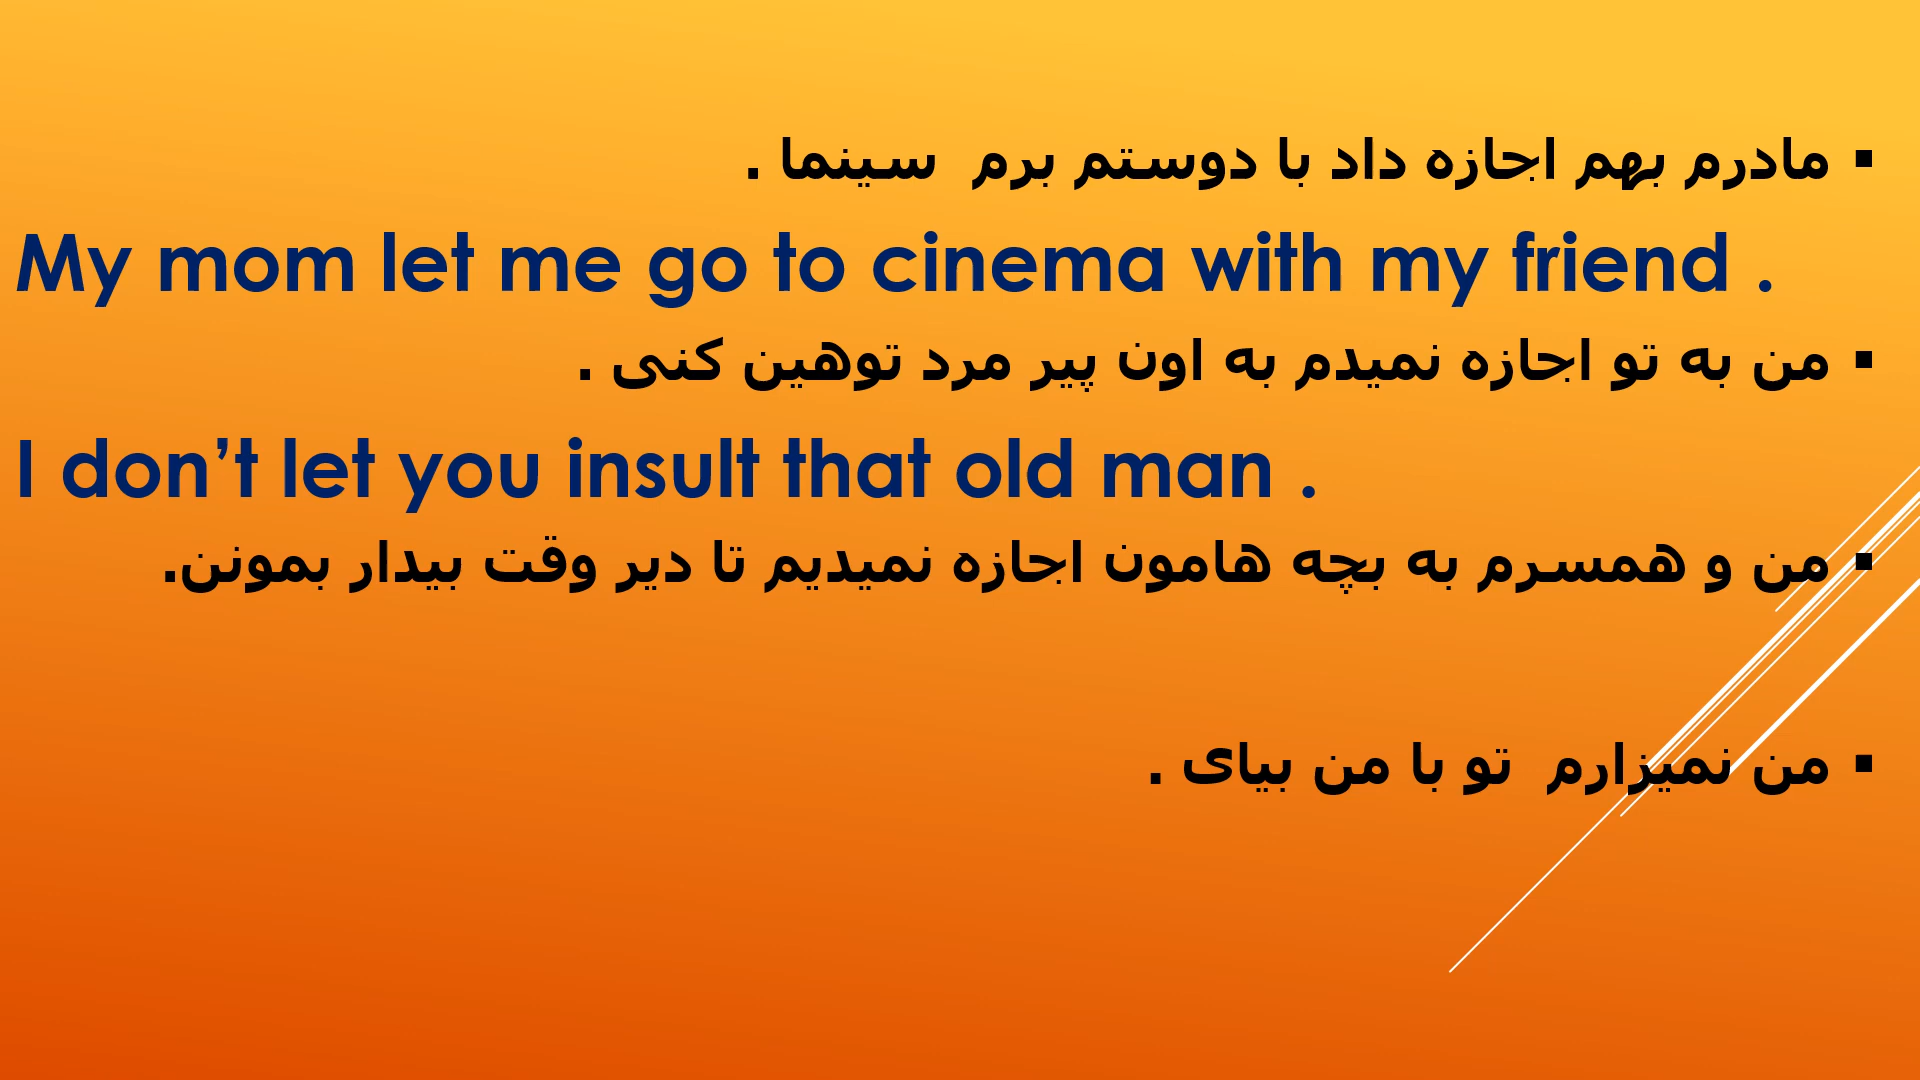 ▪ مادرم بهم اجازه داد با دوستم برم  سینما .
My mom let me go to cinema with my friend .
▪ من به تو اجازه نمیدم به اون پیر مرد توهین کنی .
I don’t let you insult that old man .
▪ من و همسرم به بچه هامون اجازه نمیدیم تا دیر وقت بیدار بمونن.
▪ من نمیزارم  تو با من بیای .